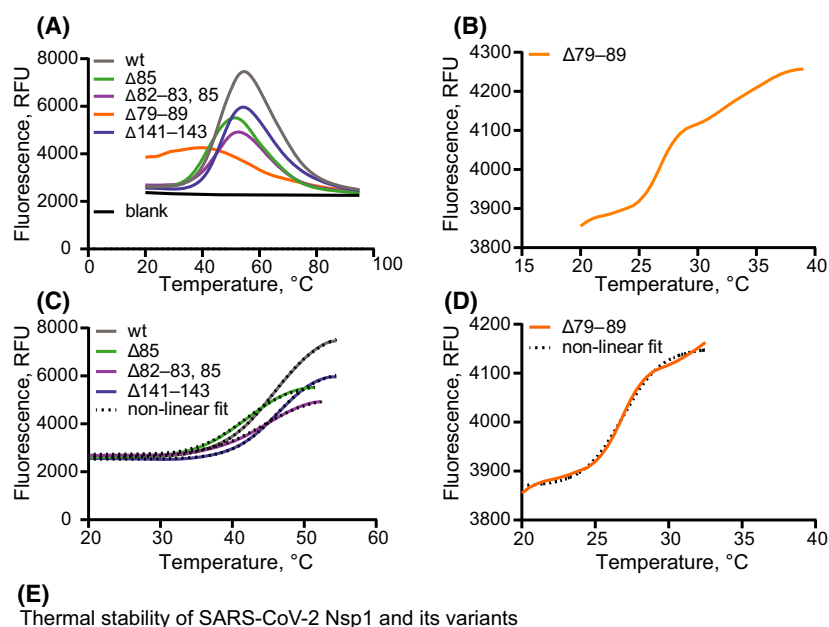 (A)
Fluorescence, RFU
8000
6000
4000
2000
0
wt
Δ85
Δ82–83, 85
Δ79–89
Δ141–143
blank
0 20 40 60 80 100
Temperature, °C
(B)
Fluorescence, RFU
4300
4200
4100
4000
3900
3800
Δ79–89
15 20 25 30 35 40
Temperature, °C
(C)
Fluorescence, RFU
8000
6000
4000
2000
0
wt
Δ85
Δ82–83, 85
Δ141–143
non-linear fit
20 30 40 50 60
Temperature, °C
(D)
Fluorescence, RFU
4200
4100
4000
3900
3800
Δ79–89
non-linear fit
20 25 30 35 40
Temperature, °C
(E)
Thermal stability of SARS-CoV-2 Nsp1 and its variants